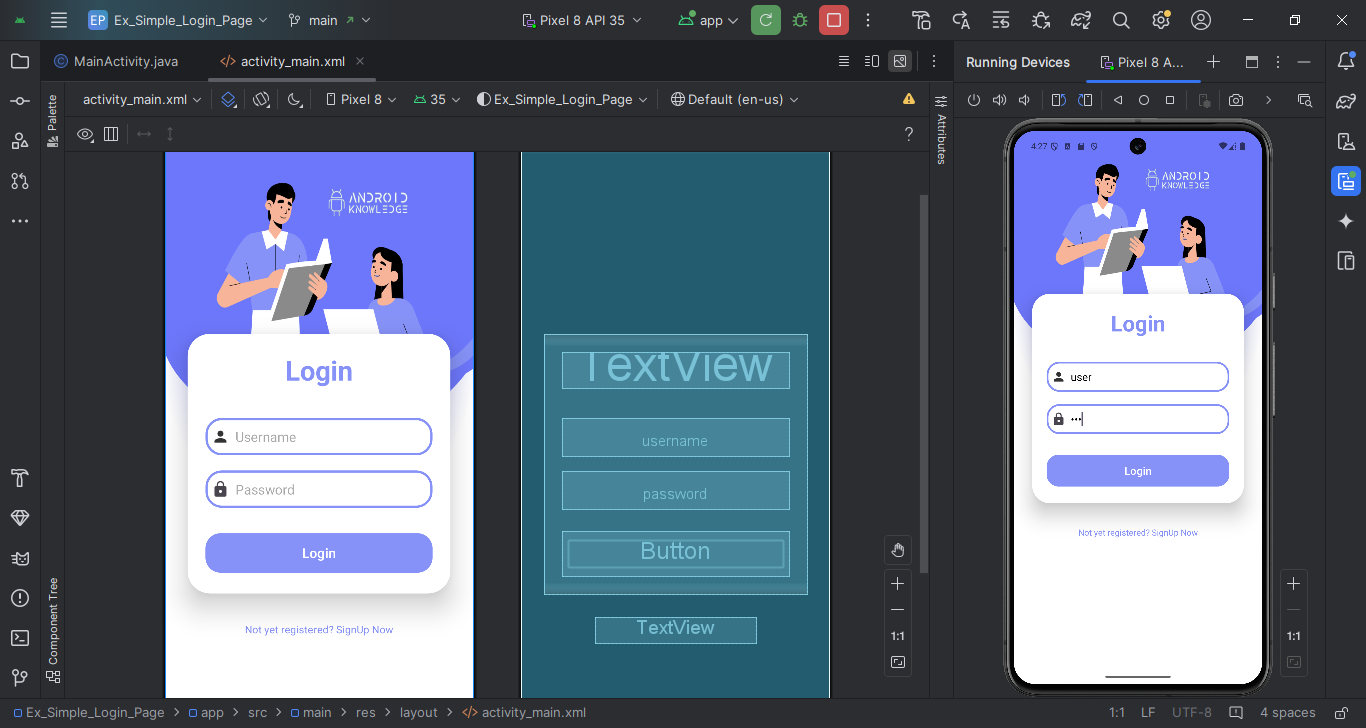 EP Ex_Simple_Login_Page main Pixel 8 API 35 app
MainActivity.java activity_main.xml Running Devices Pixel 8 A...
activity_main.xml Pixel 8 35 Ex_Simple_Login_Page Default (en-us)
?
Palette
Attributes
Component Tree
ANDROID
KNOWLEDGE
Login
Username
Password
Login
Not yet registered? SignUp Now
TextView
username
password
Button
TextView
1:1
4:27
ANDROID
KNOWLEDGE
Login
user
•••
Login
Not yet registered? SignUp Now
1:1
Ex_Simple_Login_Page > app > src > main > res > layout > activity_main.xml 1:1 LF UTF-8 4 spaces